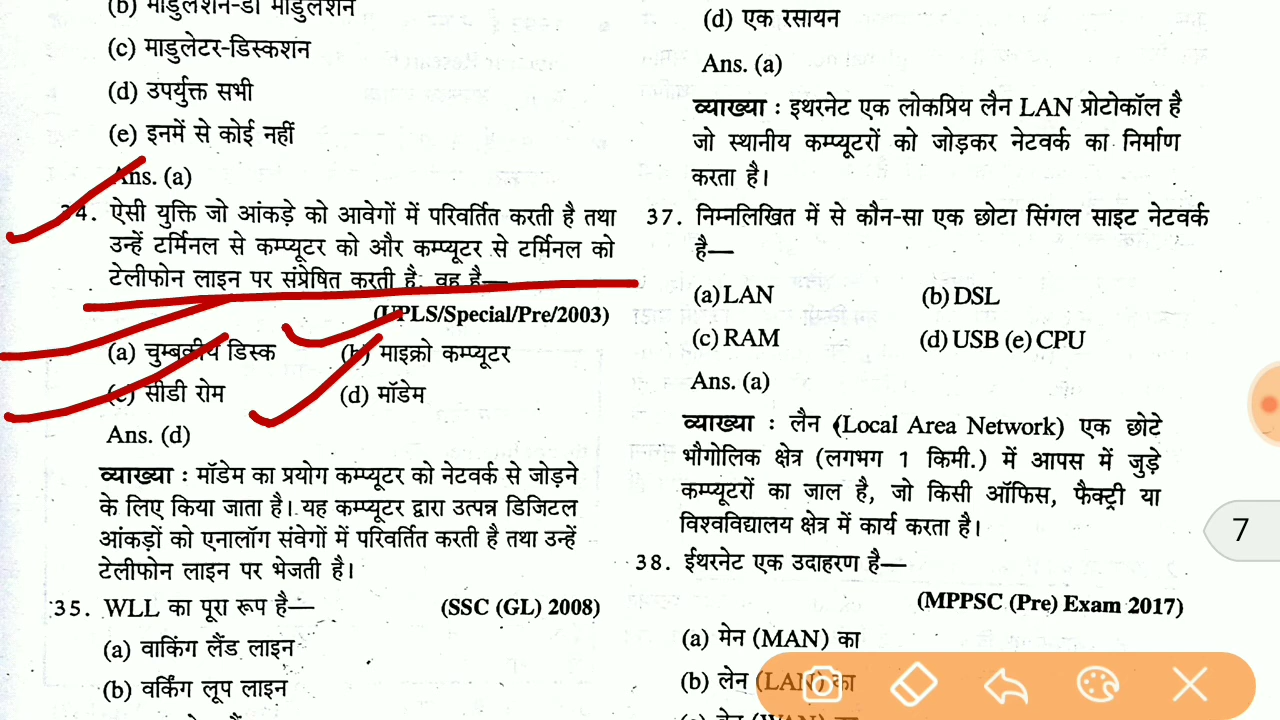 (b) माडुलेशन-डी माडुलेशन
(c) माडुलेटर-डिस्कशन
(d) उपर्युक्त सभी
(e) इनमें से कोई नहीं
Ans. (a)
34. ऐसी युक्ति जो आंकड़े को आवेगों में परिवर्तित करती है तथा
उन्हें टर्मिनल से कम्प्यूटर को और कम्प्यूटर से टर्मिनल को
टेलीफोन लाइन पर संप्रेषित करती है, वह है—
(UPLS/Special/Pre/2003)
(a) चुम्बकीय डिस्क (b) माइक्रो कम्प्यूटर
(c) सीडी रोम (d) मॉडेम
Ans. (d)
व्याख्या : मॉडेम का प्रयोग कम्प्यूटर को नेटवर्क से जोड़ने
के लिए किया जाता है। यह कम्प्यूटर द्वारा उत्पन्न डिजिटल
आंकड़ों को एनालॉग संवेगों में परिवर्तित करती है तथा उन्हें
टेलीफोन लाइन पर भेजती है।
35. WLL का पूरा रूप है— (SSC (GL) 2008)
(a) वाकिंग लैंड लाइन
(b) वर्किंग लूप लाइन
(d) एक रसायन
Ans. (a)
व्याख्या : इथरनेट एक लोकप्रिय लैन LAN प्रोटोकॉल है
जो स्थानीय कम्प्यूटरों को जोड़कर नेटवर्क का निर्माण
करता है।
37. निम्नलिखित में से कौन-सा एक छोटा सिंगल साइट नेटवर्क
है—
(a) LAN (b) DSL
(c) RAM (d) USB (e) CPU
Ans. (a)
व्याख्या : लैन (Local Area Network) एक छोटे
भौगोलिक क्षेत्र (लगभग 1 किमी.) में आपस में जुड़े
कम्प्यूटरों का जाल है, जो किसी ऑफिस, फैक्ट्री या
विश्वविद्यालय क्षेत्र में कार्य करता है।
38. ईथरनेट एक उदाहरण है—
(MPPSC (Pre) Exam 2017)
(a) मेन (MAN) का
(b) लेन (LAN) का
7